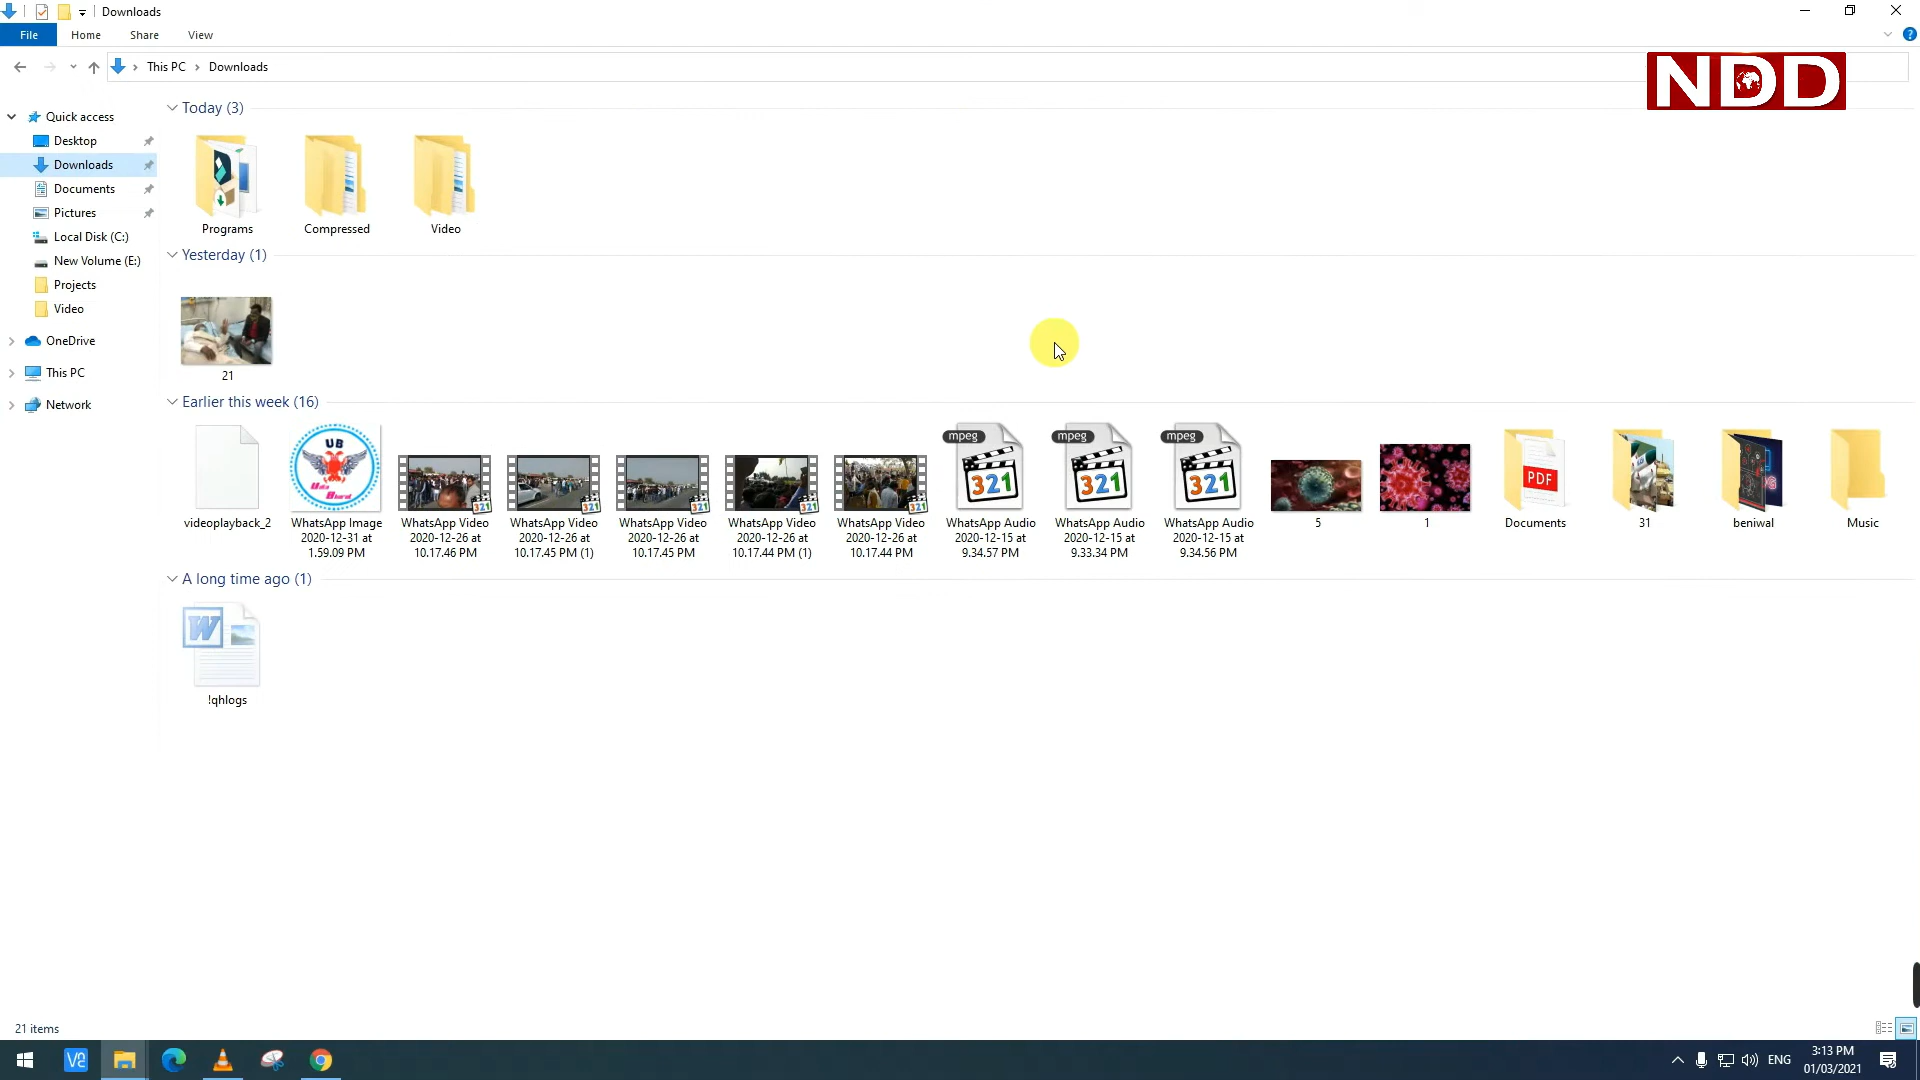 Downloads
File
Home
Share
View
This PC
Downloads
NDD
Quick access
Desktop
Downloads
Documents
Pictures
Local Disk (C:)
New Volume (E:)
Projects
Video
OneDrive
This PC
Network
Today (3)
Programs
Compressed
Video
Yesterday (1)
21
Earlier this week (16)
UB
mpeg
321
mpeg
321
mpeg
321
PDF
videoplayback_2
WhatsApp Image
2020-12-31 at
1.59.09 PM
WhatsApp Video
2020-12-26 at
10.17.46 PM
WhatsApp Video
2020-12-26 at
10.17.45 PM (1)
WhatsApp Video
2020-12-26 at
10.17.45 PM
WhatsApp Video
2020-12-26 at
10.17.44 PM (1)
WhatsApp Video
2020-12-26 at
10.17.44 PM
WhatsApp Audio
2020-12-15 at
9.34.57 PM
WhatsApp Audio
2020-12-15 at
9.33.34 PM
WhatsApp Audio
2020-12-15 at
9.34.56 PM
5
1
Documents
31
beniwal
Music
A long time ago (1)
W
!qhlogs
21 items
ENG
3:13 PM
01/03/2021